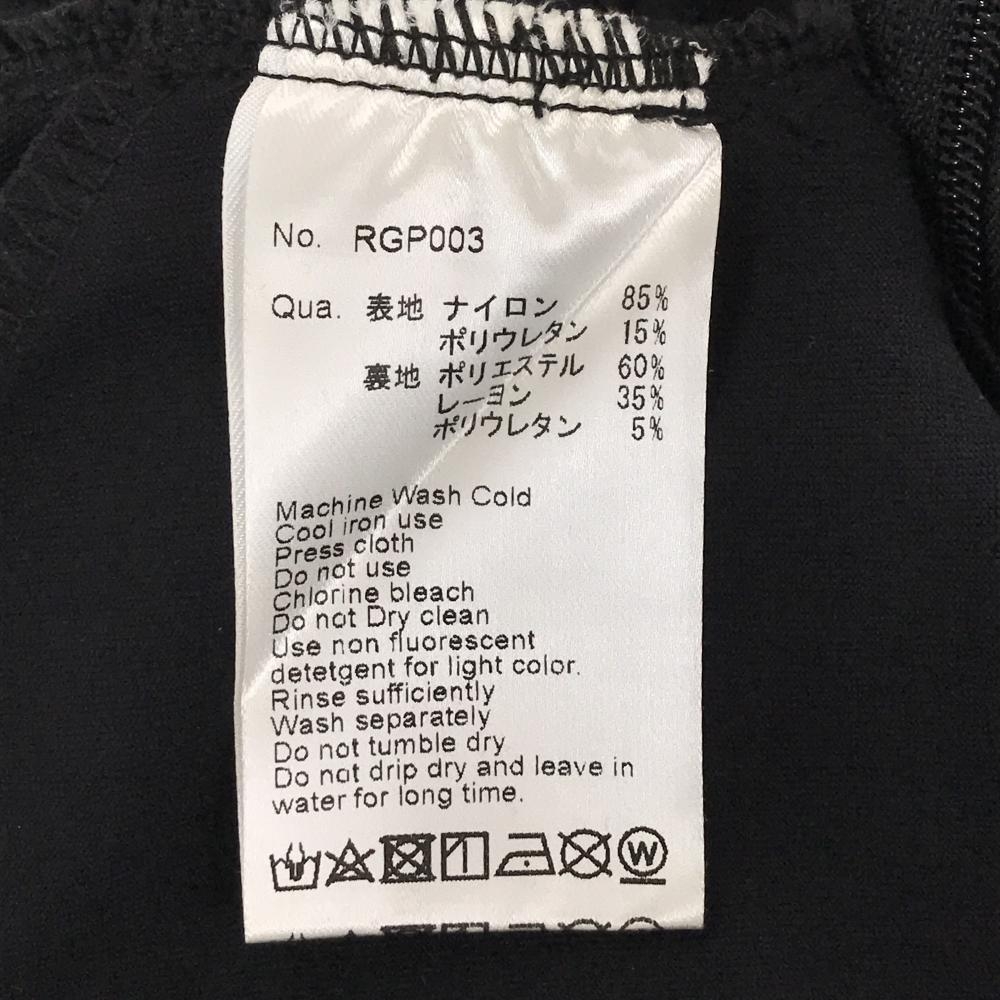 No. RGP003
Qua. 表地 ナイロン 85%
ポリウレタン 15%
裏地 ポリエステル 60%
レーヨン 35%
ポリウレタン 5%
Machine Wash Cold
Cool iron use
Press cloth
Do not use
Chlorine bleach
Do not Dry clean
Use non fluorescent
detetgent for light color.
Rinse sufficiently
Wash separately
Do not tumble dry
Do not drip dry and leave in
water for long time.
W